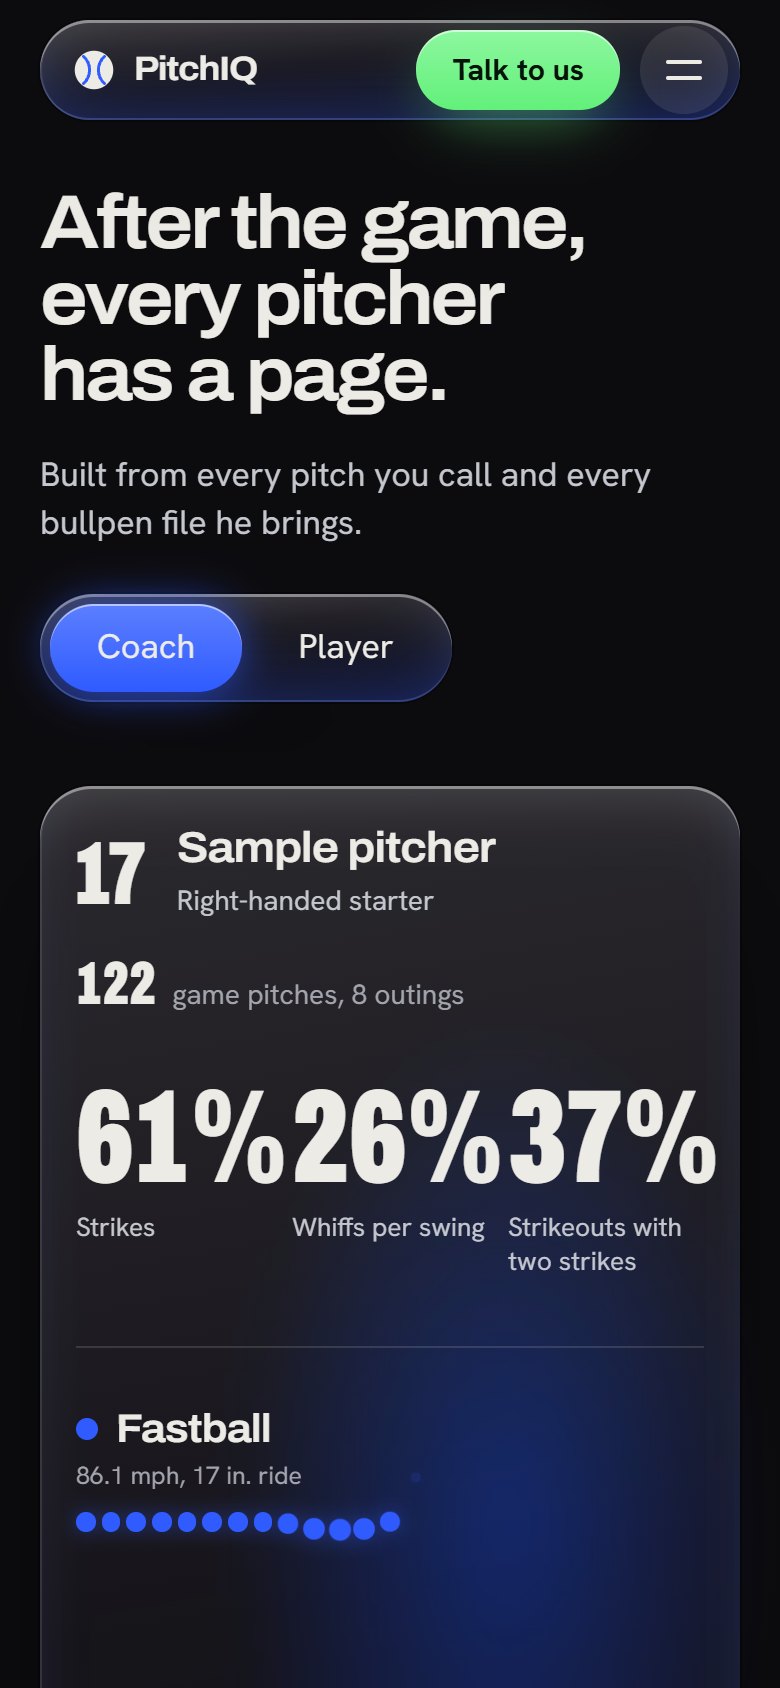 PitchIQ
Talk to us
After the game,
every pitcher
has a page.
Built from every pitch you call and every
bullpen file he brings.
Coach
Player
17
Sample pitcher
Right-handed starter
122 game pitches, 8 outings
61% 26% 37%
Strikes
Whiffs per swing
Strikeouts with
two strikes
Fastball
86.1 mph, 17 in. ride